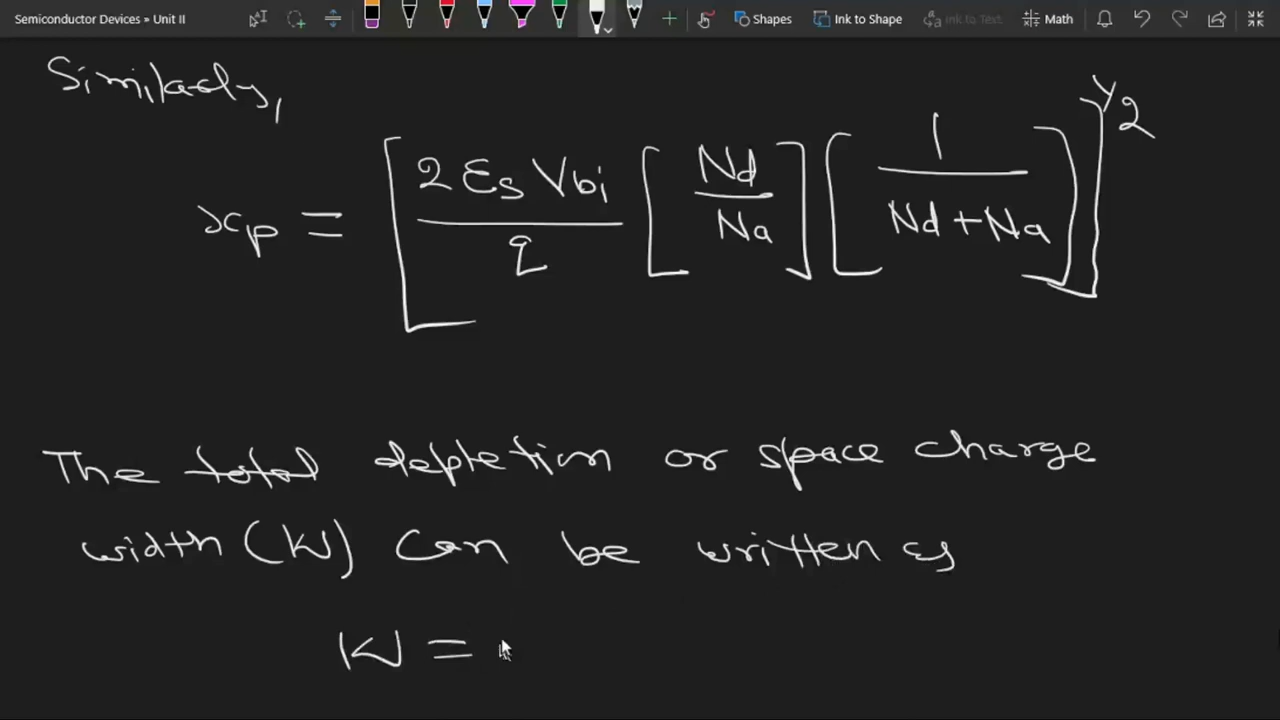 Semiconductor Devices » Unit II
Shapes Ink to Shape Ink to Text Math
Similarly,
xp = [ 2 Es Vbi / q [ Nd / Na ] [ 1 / Nd + Na ] ]^1/2
The total depletion or space charge
width (W) can be written as
W =